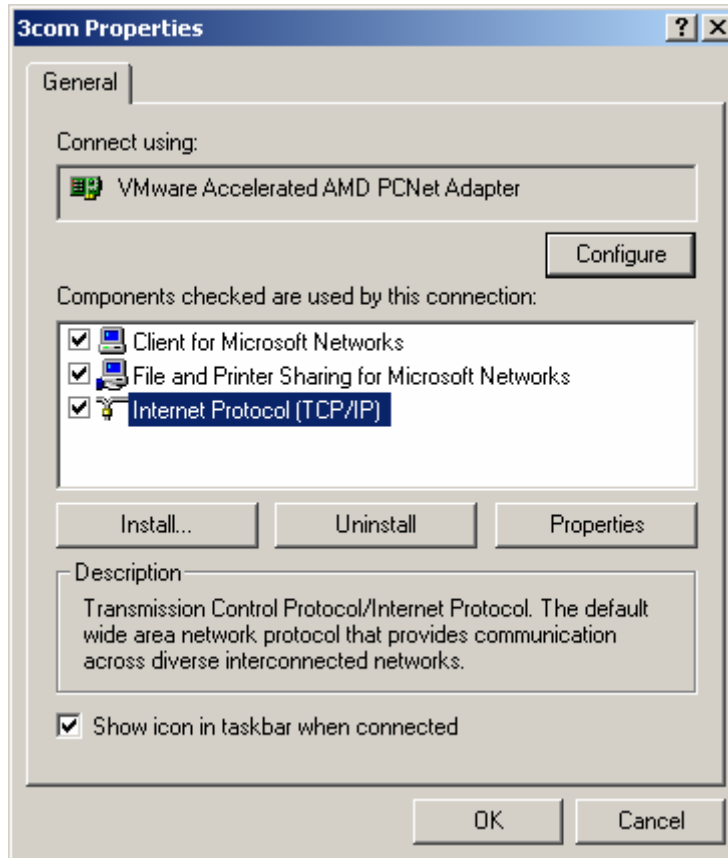 3com Properties
General
Connect using:
VMware Accelerated AMD PCNet Adapter
Configure
Components checked are used by this connection:
Client for Microsoft Networks
File and Printer Sharing for Microsoft Networks
Internet Protocol (TCP/IP)
Install...
Uninstall
Properties
Description
Transmission Control Protocol/Internet Protocol. The default
wide area network protocol that provides communication
across diverse interconnected networks.
Show icon in taskbar when connected
OK
Cancel